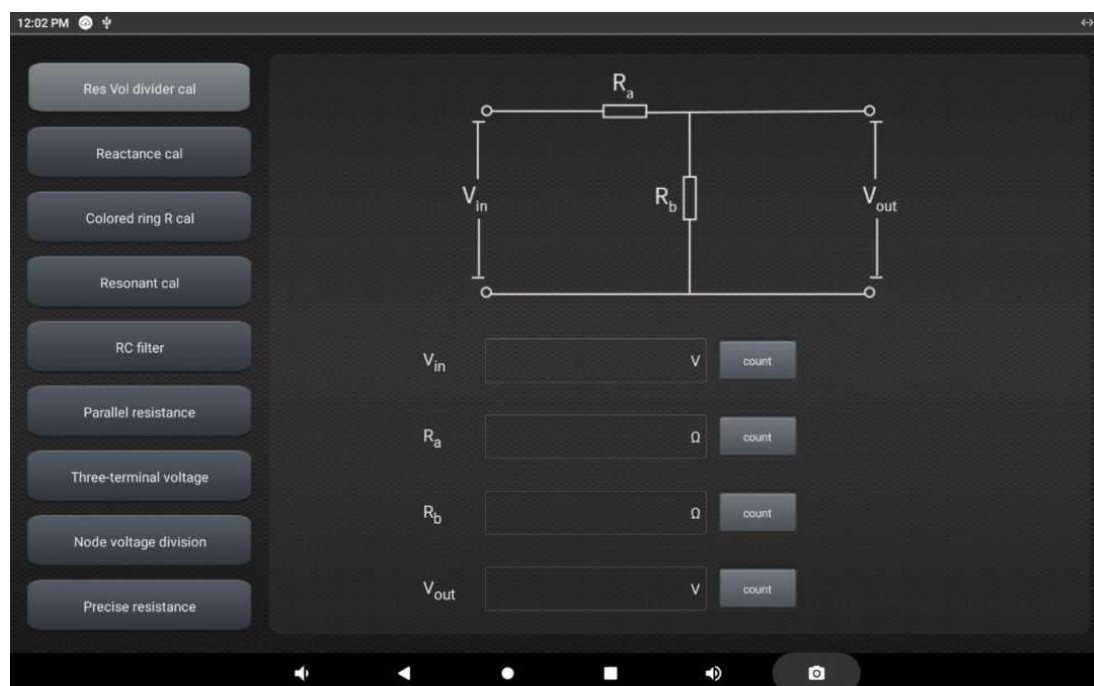 12:02 PM
Res Vol divider cal
Reactance cal
Colored ring R cal
Resonant cal
RC filter
Parallel resistance
Three-terminal voltage
Node voltage division
Precise resistance
Ra
Vin
Rb
Vout
Vin V count
Ra Ω count
Rb Ω count
Vout V count